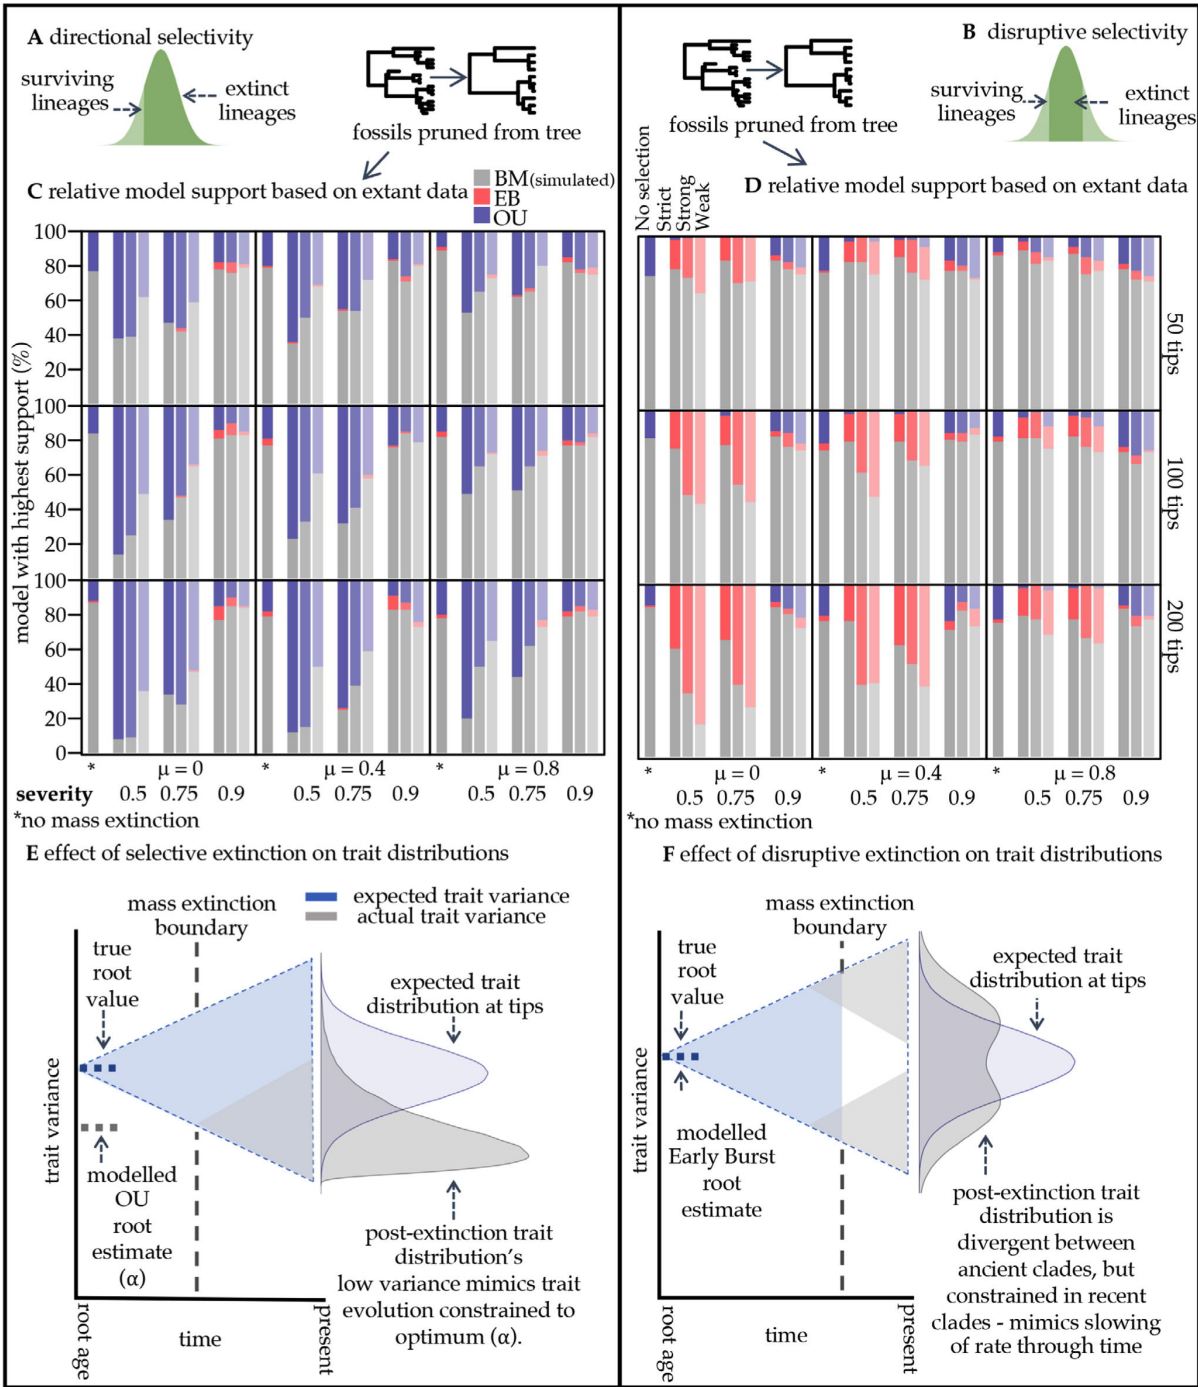 A directional selectivity
surviving
lineages
extinct
lineages
fossils pruned from tree
C relative model support based on extant data
BM(simulated)
EB
OU
model with highest support (%)
100
80
60
40
20
100
80
60
40
20
100
80
60
40
20
0
* μ = 0 * μ = 0.4 * μ = 0.8
severity 0.5 0.75 0.9 0.5 0.75 0.9 0.5 0.75 0.9
*no mass extinction
B disruptive selectivity
surviving
lineages
extinct
lineages
fossils pruned from tree
D relative model support based on extant data
No selection
Strict
Strong
Weak
50 tips
100 tips
200 tips
* μ = 0 * μ = 0.4 * μ = 0.8
0.5 0.75 0.9 0.5 0.75 0.9 0.5 0.75 0.9
*no mass extinction
E effect of selective extinction on trait distributions
expected trait variance
actual trait variance
mass extinction
boundary
true
root
value
expected trait
distribution at tips
trait variance
modelled
OU
root
estimate
(α)
post-extinction trait
distribution's
low variance mimics trait
evolution constrained to
optimum (α).
root age
time
present
F effect of disruptive extinction on trait distributions
mass extinction
boundary
true
root
value
expected trait
distribution at tips
trait variance
modelled
Early Burst
root
estimate
post-extinction trait
distribution is
divergent between
ancient clades, but
constrained in recent
clades - mimics slowing
of rate through time
root age
time
present